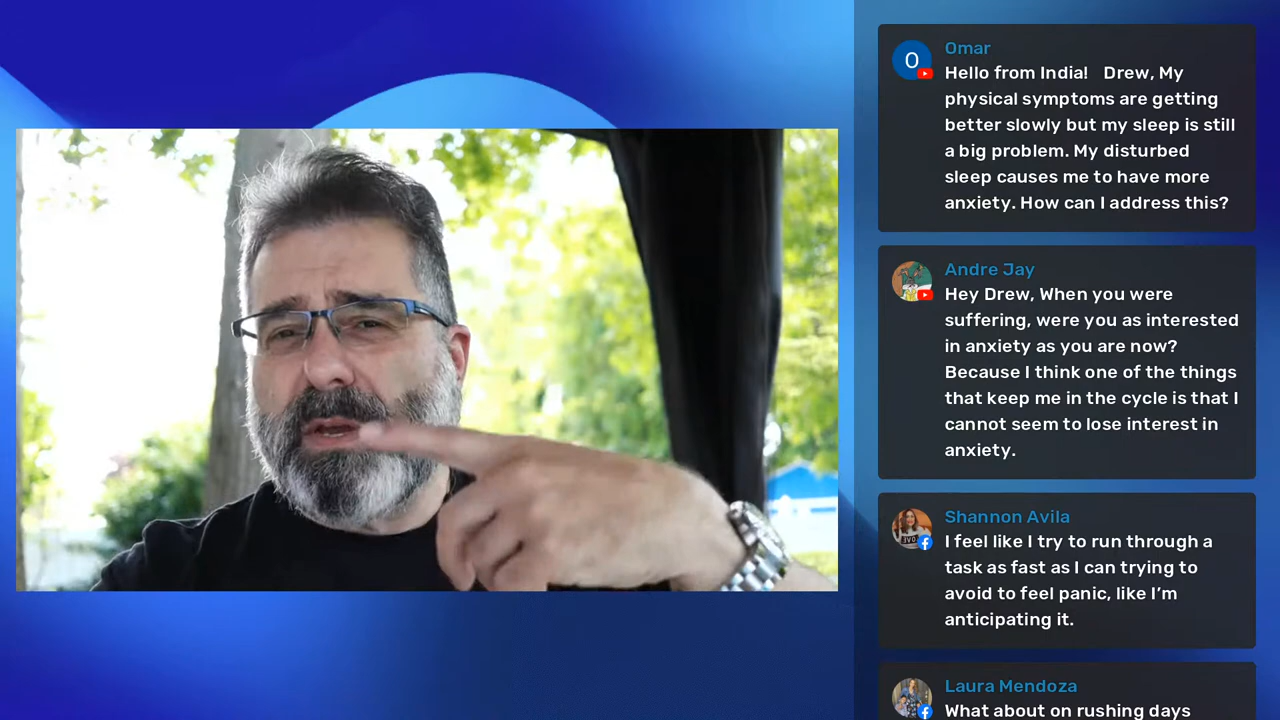 Omar
Hello from India! Drew, My
physical symptoms are getting
better slowly but my sleep is still
a big problem. My disturbed
sleep causes me to have more
anxiety. How can I address this?
Andre Jay
Hey Drew, When you were
suffering, were you as interested
in anxiety as you are now?
Because I think one of the things
that keep me in the cycle is that I
cannot seem to lose interest in
anxiety.
Shannon Avila
I feel like I try to run through a
task as fast as I can trying to
avoid to feel panic, like I’m
anticipating it.
Laura Mendoza
What about on rushing days